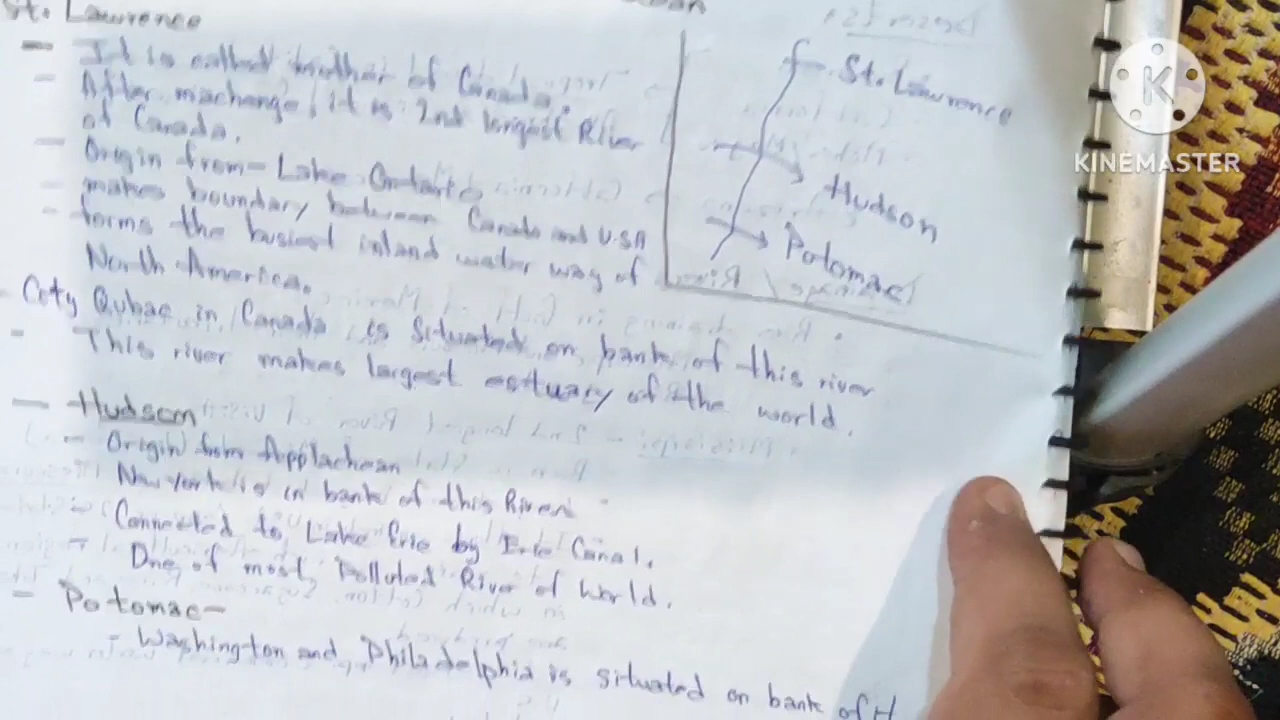 St. Lawrence
It is called mother of Canada.
After machenge, it is 2nd largest River
of Canada.
Origin from - Lake Ontario
makes boundary between Canada and U.S.A
forms the busiest inland water way of
North America.
City Qubac in Canada is situated on bank of this river
This river makes largest estuary of the world.
Hudson
Origin from Applachean
New York is in bank of this River
Connected to Lake Erie by Erie Canal.
One of most Polluted River of World.
Potomac-
Washington and Philadelphia is situated on bank of
St. Lawrence
Hudson
Potomac
KINEMASTER